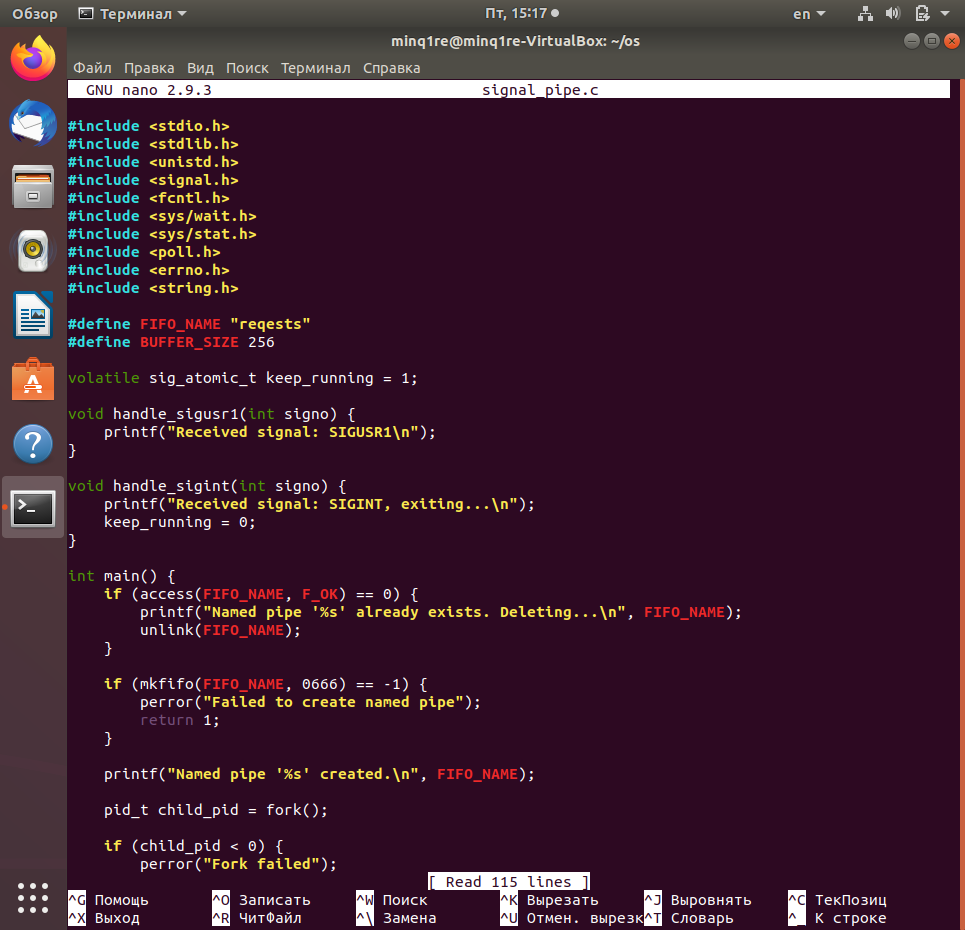 Обзор Терминал Пт, 15:17 en
minq1re@minq1re-VirtualBox: ~/os
Файл Правка Вид Поиск Терминал Справка
GNU nano 2.9.3 signal_pipe.c
#include <stdio.h>
#include <stdlib.h>
#include <unistd.h>
#include <signal.h>
#include <fcntl.h>
#include <sys/wait.h>
#include <sys/stat.h>
#include <poll.h>
#include <errno.h>
#include <string.h>
#define FIFO_NAME "reqests"
#define BUFFER_SIZE 256
volatile sig_atomic_t keep_running = 1;
void handle_sigusr1(int signo) {
    printf("Received signal: SIGUSR1\n");
}
void handle_sigint(int signo) {
    printf("Received signal: SIGINT, exiting...\n");
    keep_running = 0;
}
int main() {
    if (access(FIFO_NAME, F_OK) == 0) {
        printf("Named pipe '%s' already exists. Deleting...\n", FIFO_NAME);
        unlink(FIFO_NAME);
    }
    if (mkfifo(FIFO_NAME, 0666) == -1) {
        perror("Failed to create named pipe");
        return 1;
    }
    printf("Named pipe '%s' created.\n", FIFO_NAME);
    pid_t child_pid = fork();
    if (child_pid < 0) {
        perror("Fork failed");
[ Read 115 lines ]
^G Помощь ^O Записать ^W Поиск ^K Вырезать ^J Выровнять ^C ТекПозиц
^X Выход ^R ЧитФайл ^\ Замена ^U Отмен. вырезк^T Словарь ^_ К строке